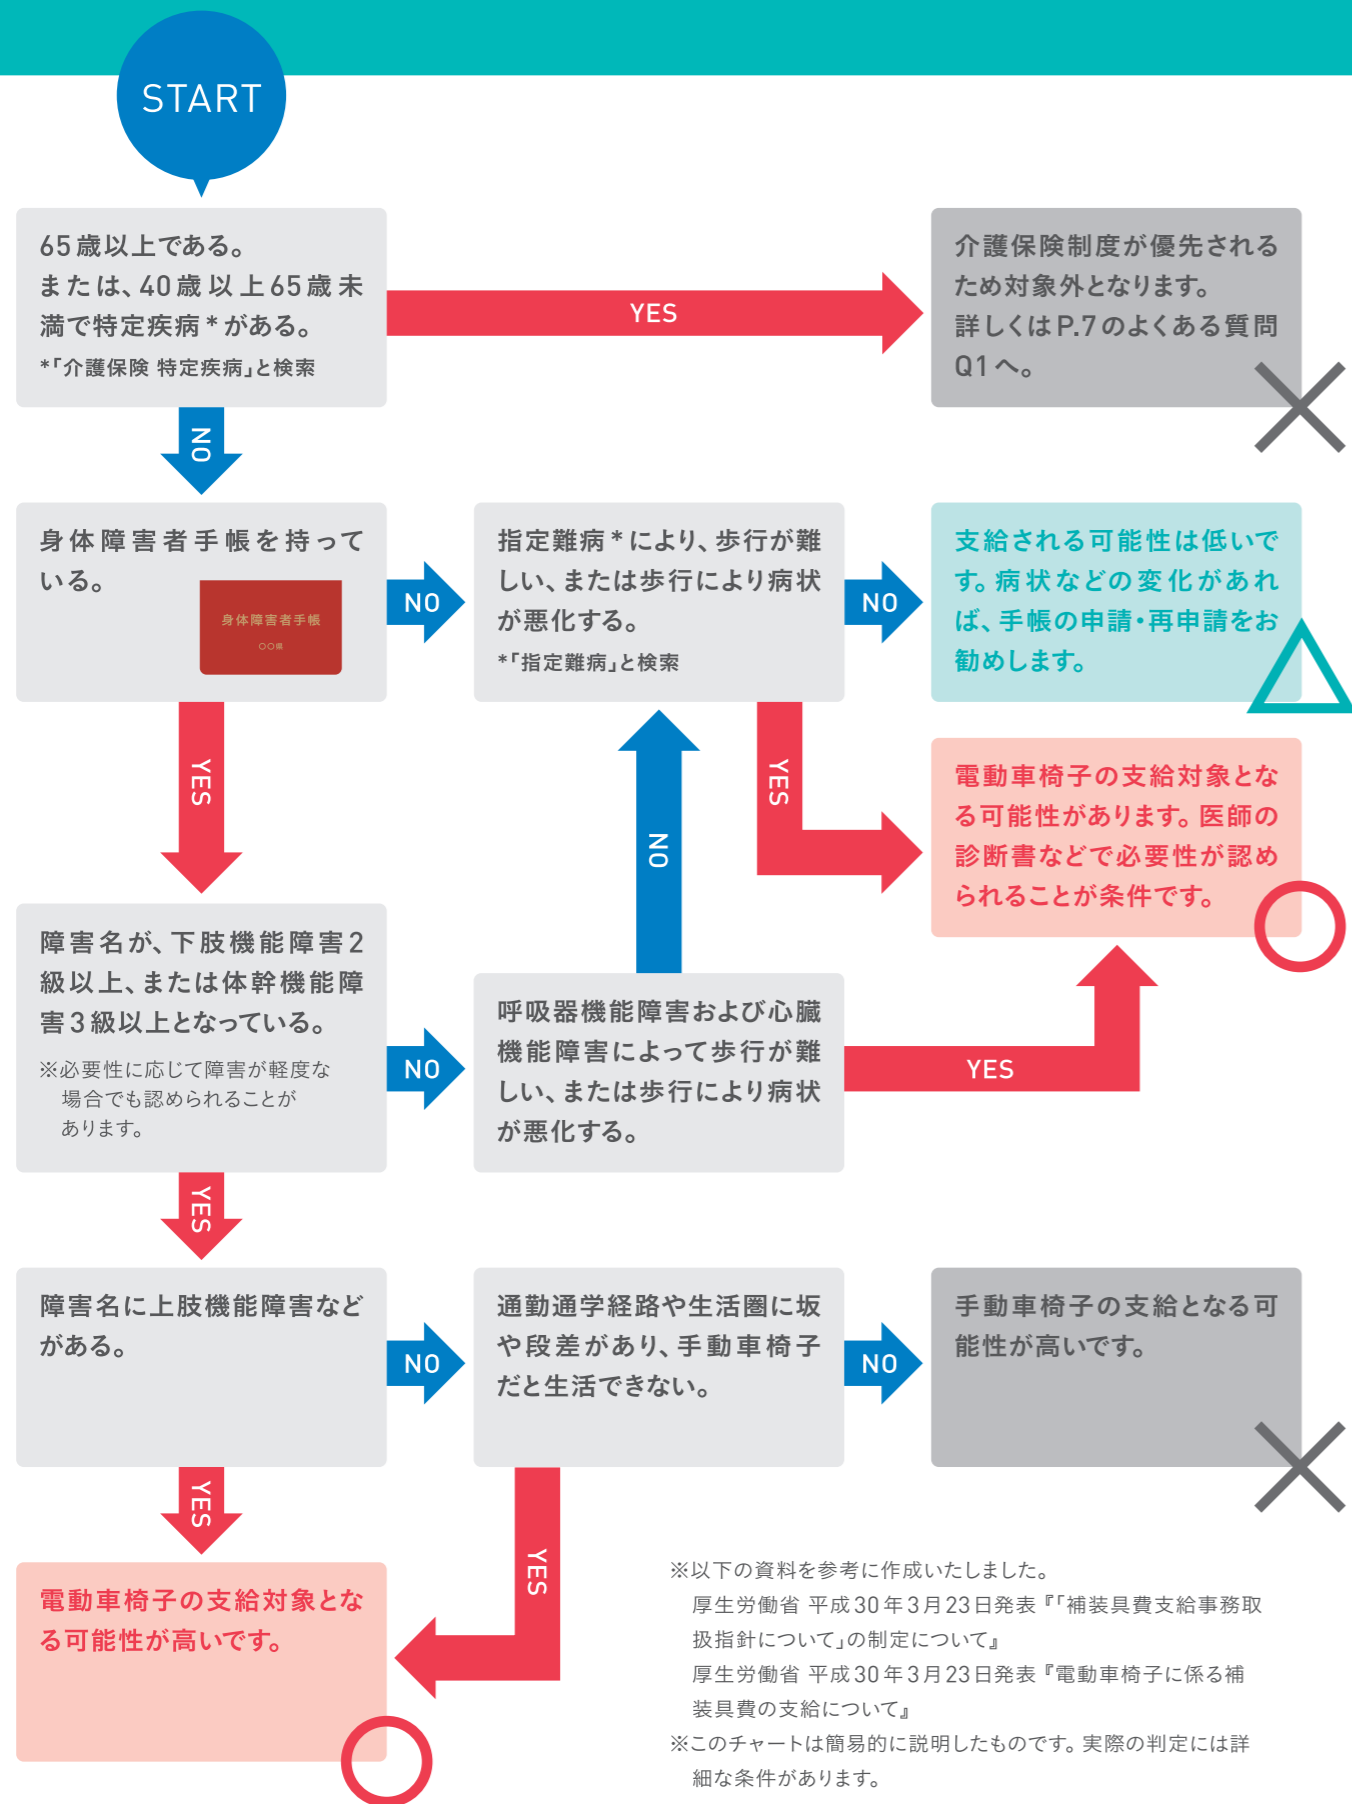 START
65歳以上である。
または、40歳以上65歳未
満で特定疾病*がある。
*「介護保険 特定疾病」と検索
YES
介護保険制度が優先される
ため対象外となります。
詳しくはP.7のよくある質問
Q1へ。
NO
身体障害者手帳を持って
いる。
身体障害者手帳
〇〇県
NO
指定難病*により、歩行が難
しい、または歩行により病状
が悪化する。
*「指定難病」と検索
NO
支給される可能性は低いで
す。病状などの変化があれ
ば、手帳の申請・再申請をお
勧めします。
YES
YES
電動車椅子の支給対象とな
る可能性があります。医師の
診断書などで必要性が認め
られることが条件です。
NO
障害名が、下肢機能障害2
級以上、または体幹機能障
害3級以上となっている。
※必要性に応じて障害が軽度な
場合でも認められることが
あります。
NO
呼吸器機能障害および心臓
機能障害によって歩行が難
しい、または歩行により病状
が悪化する。
YES
YES
障害名に上肢機能障害など
がある。
NO
通勤通学経路や生活圏に坂
や段差があり、手動車椅子
だと生活できない。
NO
手動車椅子の支給となる可
能性が高いです。
YES
YES
電動車椅子の支給対象とな
る可能性が高いです。
※以下の資料を参考に作成いたしました。
厚生労働省 平成30年3月23日発表『「補装具費支給事務取
扱指針について」の制定について』
厚生労働省 平成30年3月23日発表『電動車椅子に係る補
装具費の支給について』
※このチャートは簡易的に説明したものです。実際の判定には詳
細な条件があります。